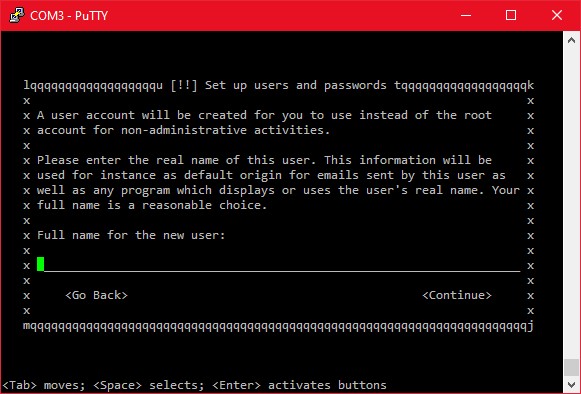 COM3 - PuTTY
lqqqqqqqqqqqqqqqqqqu [!!] Set up users and passwords tqqqqqqqqqqqqqqqqqqk
x x
x A user account will be created for you to use instead of the root x
x account for non-administrative activities. x
x x
x Please enter the real name of this user. This information will be x
x used for instance as default origin for emails sent by this user as x
x well as any program which displays or uses the user's real name. Your x
x full name is a reasonable choice. x
x x
x Full name for the new user: x
x x
x _____________________________________________________________________ x
x x
x <Go Back> <Continue> x
x x
mqqqqqqqqqqqqqqqqqqqqqqqqqqqqqqqqqqqqqqqqqqqqqqqqqqqqqqqqqqqqqqqqqqqqqqqj
<Tab> moves; <Space> selects; <Enter> activates buttons